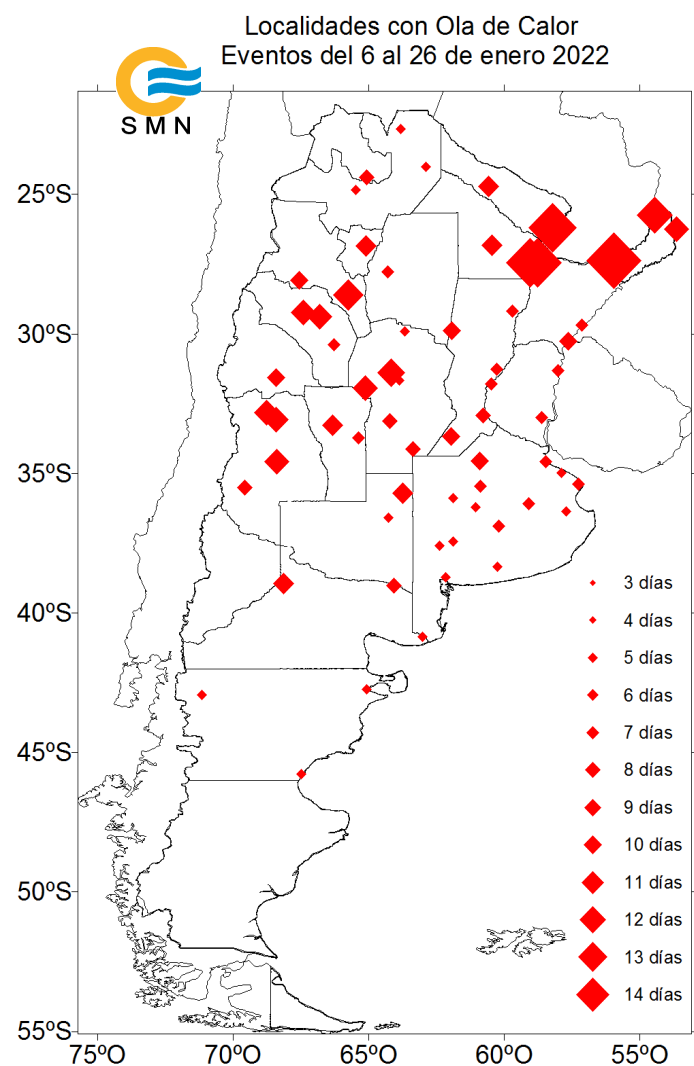 Localidades con Ola de Calor
Eventos del 6 al 26 de enero 2022
SMN
25ºS
30ºS
35ºS
40ºS
45ºS
50ºS
55ºS
3 días
4 días
5 días
6 días
7 días
8 días
9 días
10 días
11 días
12 días
13 días
14 días
75ºO
70ºO
65ºO
60ºO
55ºO